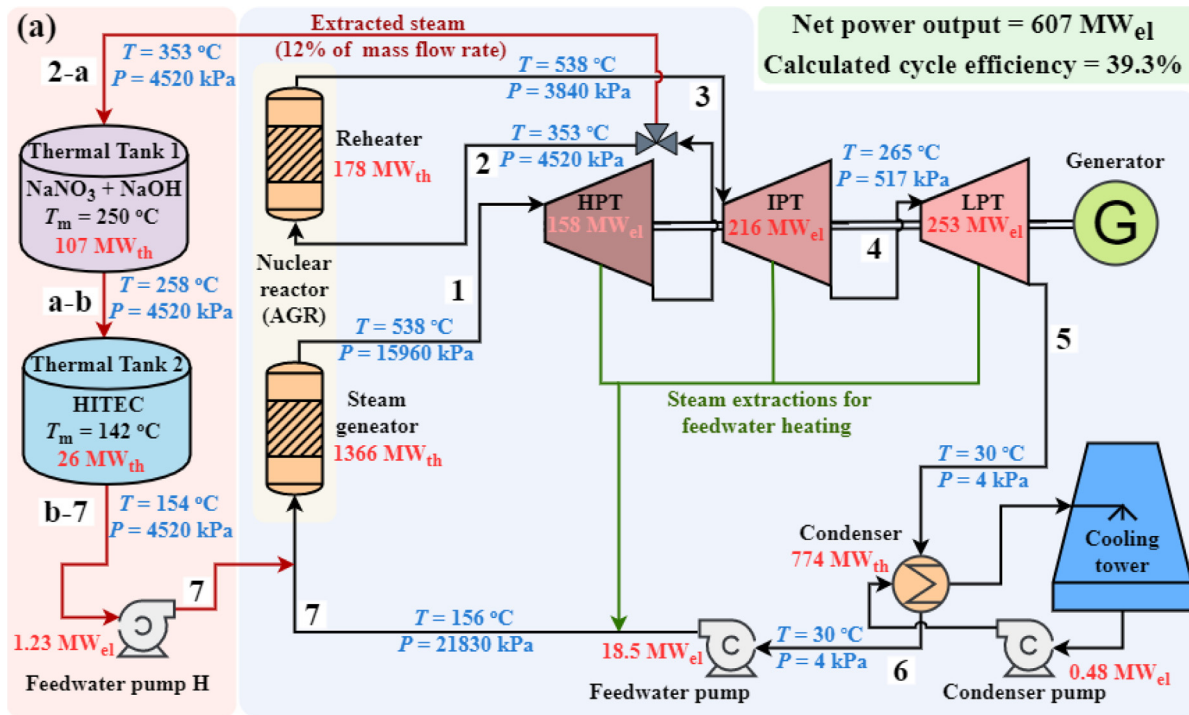 (a)
Extracted steam
(12% of mass flow rate)
Net power output = 607 MWel
Calculated cycle efficiency = 39.3%
T = 353 °C
P = 4520 kPa
2-a
T = 538 °C
P = 3840 kPa
3
Thermal Tank 1
NaNO3 + NaOH
Tm = 250 °C
107 MWth
Reheater
178 MWth
T = 353 °C
P = 4520 kPa
2
T = 265 °C
P = 517 kPa
Generator
G
HPT
158 MWel
IPT
216 MWel
LPT
253 MWel
4
Nuclear
reactor
(AGR)
1
a-b
T = 258 °C
P = 4520 kPa
T = 538 °C
P = 15960 kPa
5
Thermal Tank 2
HITEC
Tm = 142 °C
26 MWth
Steam
geneator
1366 MWth
Steam extractions for
feedwater heating
T = 30 °C
P = 4 kPa
b-7
T = 154 °C
P = 4520 kPa
Condenser
774 MWth
Cooling
tower
7
7
T = 156 °C
P = 21830 kPa
T = 30 °C
P = 4 kPa
6
C
C
C
1.23 MWel
Feedwater pump H
18.5 MWel
Feedwater pump
0.48 MWel
Condenser pump